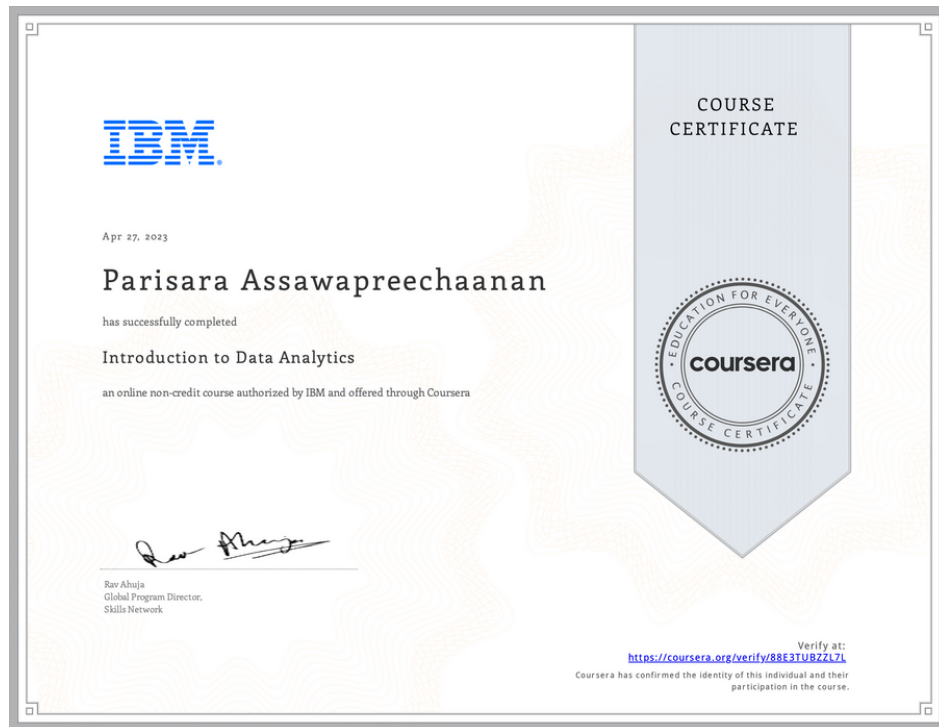 IBM
COURSE
CERTIFICATE
Apr 27, 2023
Parisara Assawapreechaanan
has successfully completed
Introduction to Data Analytics
an online non-credit course authorized by IBM and offered through Coursera
EDUCATION FOR EVERYONE
coursera
COURSE CERTIFICATE
Rav Ahuja
Rav Ahuja
Global Program Director,
Skills Network
Verify at:
https://coursera.org/verify/88E3TUBZZL7L
Coursera has confirmed the identity of this individual and their
participation in the course.